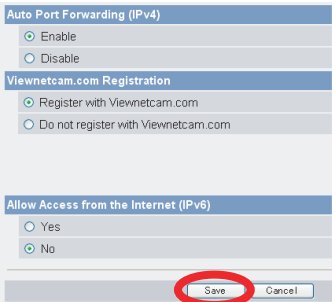 Auto Port Forwarding (IPv4)
Enable
Disable
Viewnetcam.com Registration
Register with Viewnetcam.com
Do not register with Viewnetcam.com
Allow Access from the Internet (IPv6)
Yes
No
Save Cancel